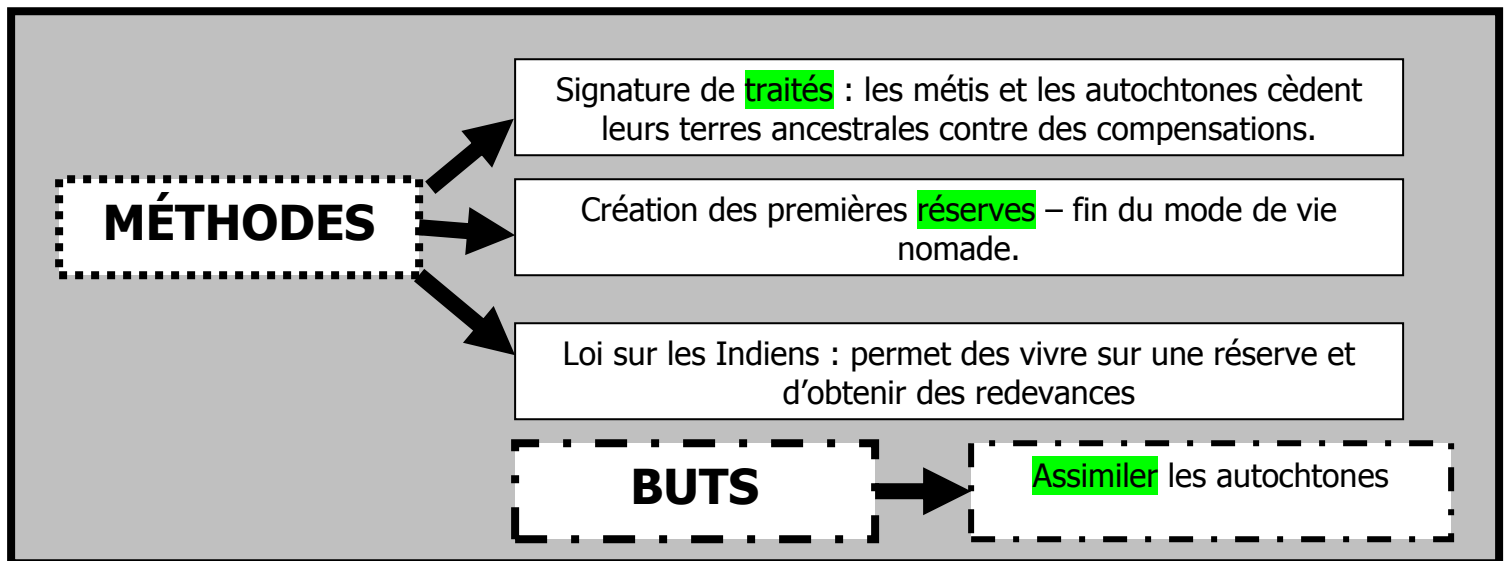 Signature de traités : les métis et les autochtones cèdent
leurs terres ancestrales contre des compensations.
MÉTHODES
Création des premières réserves – fin du mode de vie
nomade.
Loi sur les Indiens : permet des vivre sur une réserve et
d'obtenir des redevances
BUTS
Assimiler les autochtones